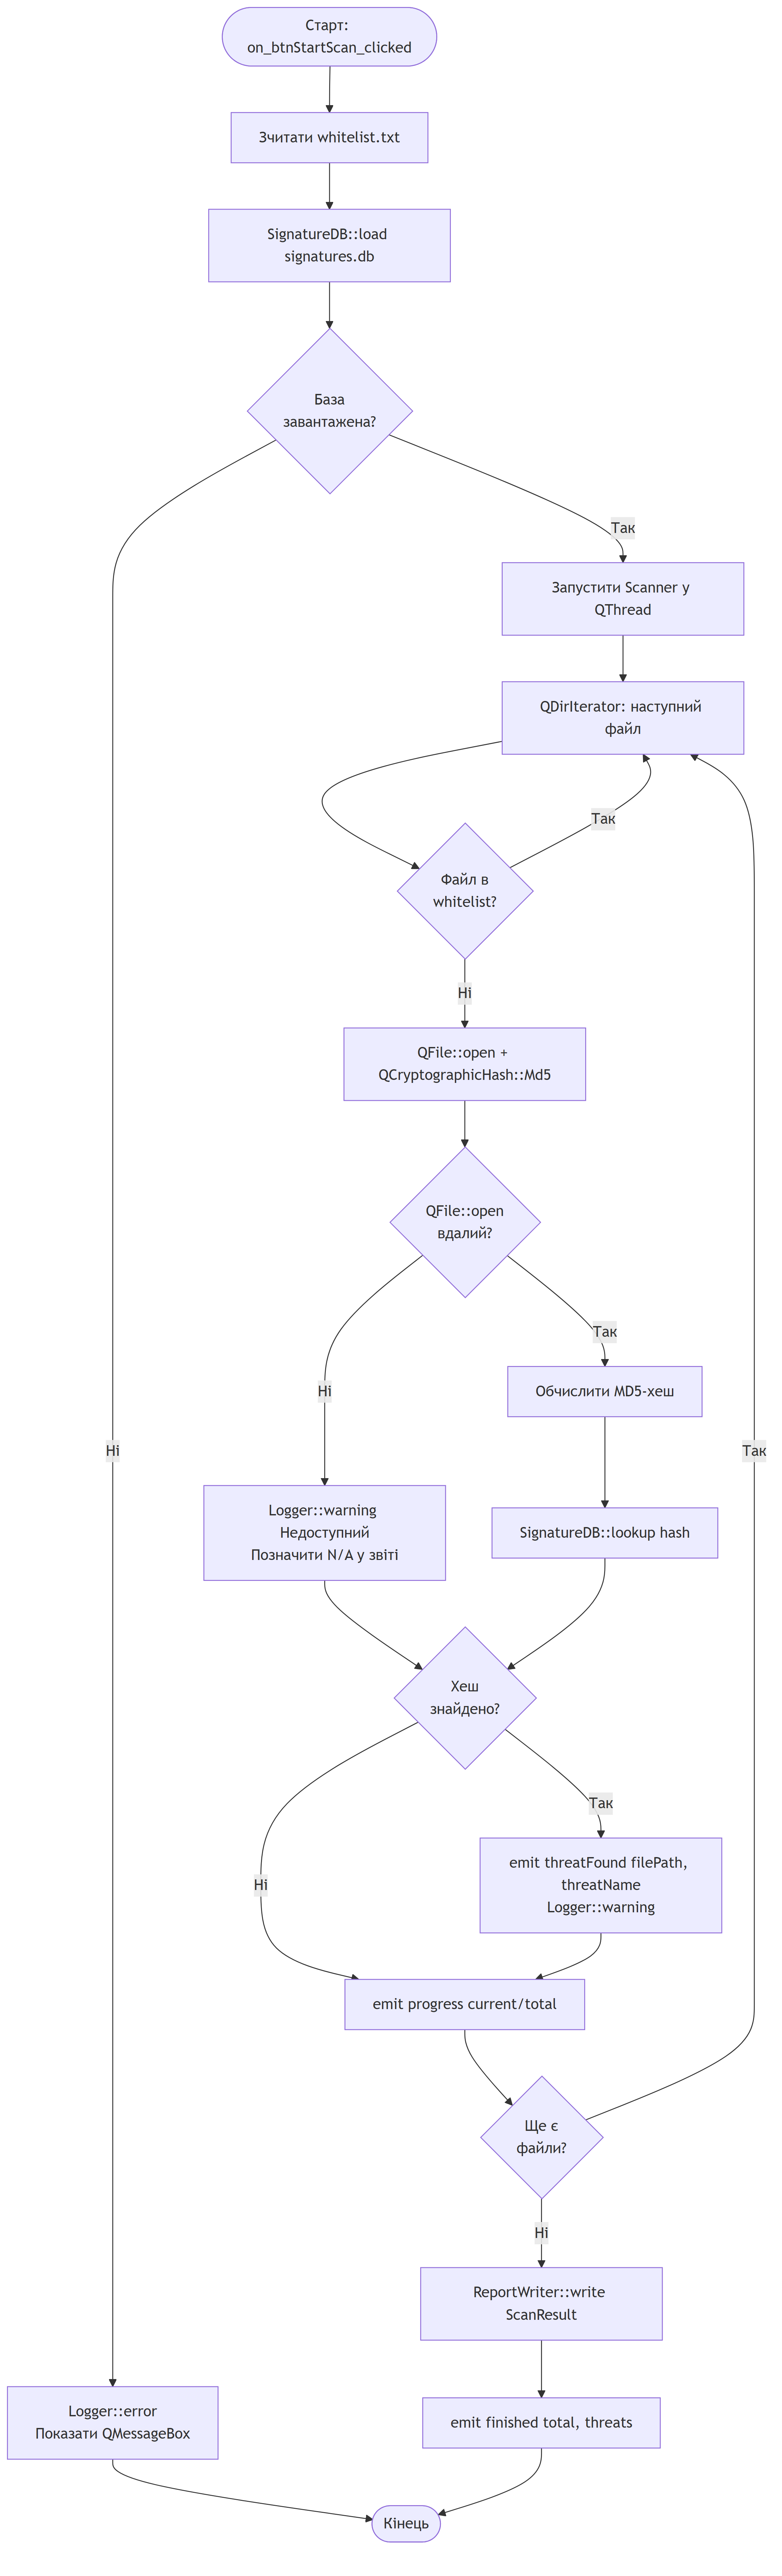 Старт:
on_btnStartScan_clicked
Зчитати whitelist.txt
SignatureDB::load
signatures.db
База
завантажена?
Так
Запустити Scanner у
QThread
QDirIterator: наступний
файл
Так
Файл в
whitelist?
Ні
QFile::open +
QCryptographicHash::Md5
QFile::open
вдалий?
Так
Ні
Обчислити MD5-хеш
Ні
Так
Logger::warning
Недоступний
Позначити N/A у звіті
SignatureDB::lookup hash
Хеш
знайдено?
Так
Ні
emit threatFound filePath,
threatName
Logger::warning
emit progress current/total
Ще є
файли?
Ні
ReportWriter::write
ScanResult
Logger::error
Показати QMessageBox
emit finished total, threats
Кінець